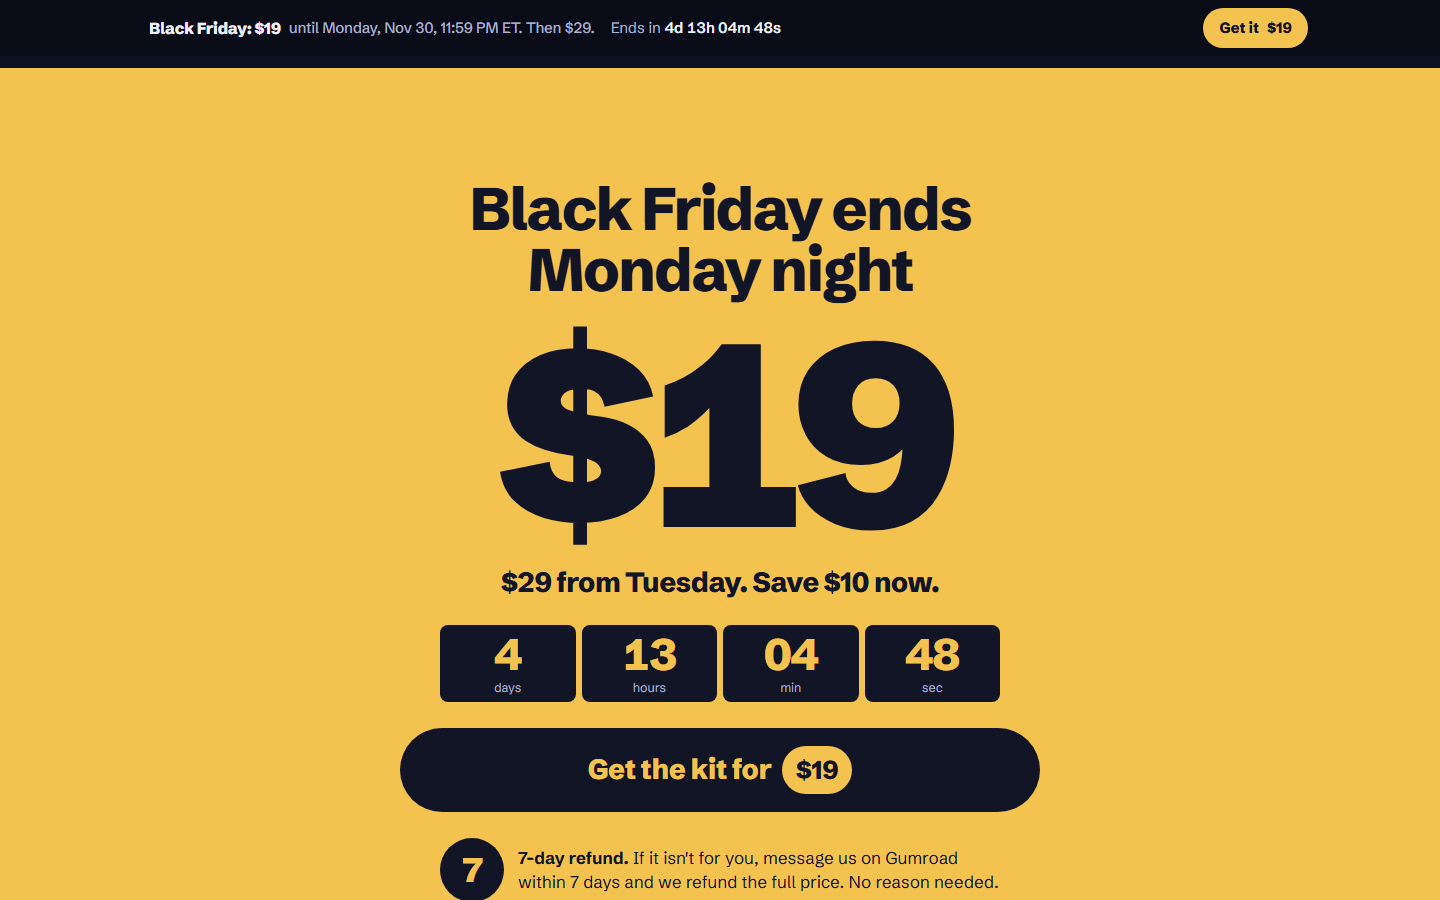 Black Friday: $19 until Monday, Nov 30, 11:59 PM ET. Then $29. Ends in 4d 13h 04m 48s
Get it $19
Black Friday ends
Monday night
$19
$29 from Tuesday. Save $10 now.
4 13 04 48
days hours min sec
Get the kit for $19
7
7-day refund. If it isn't for you, message us on Gumroad
within 7 days and we refund the full price. No reason needed.